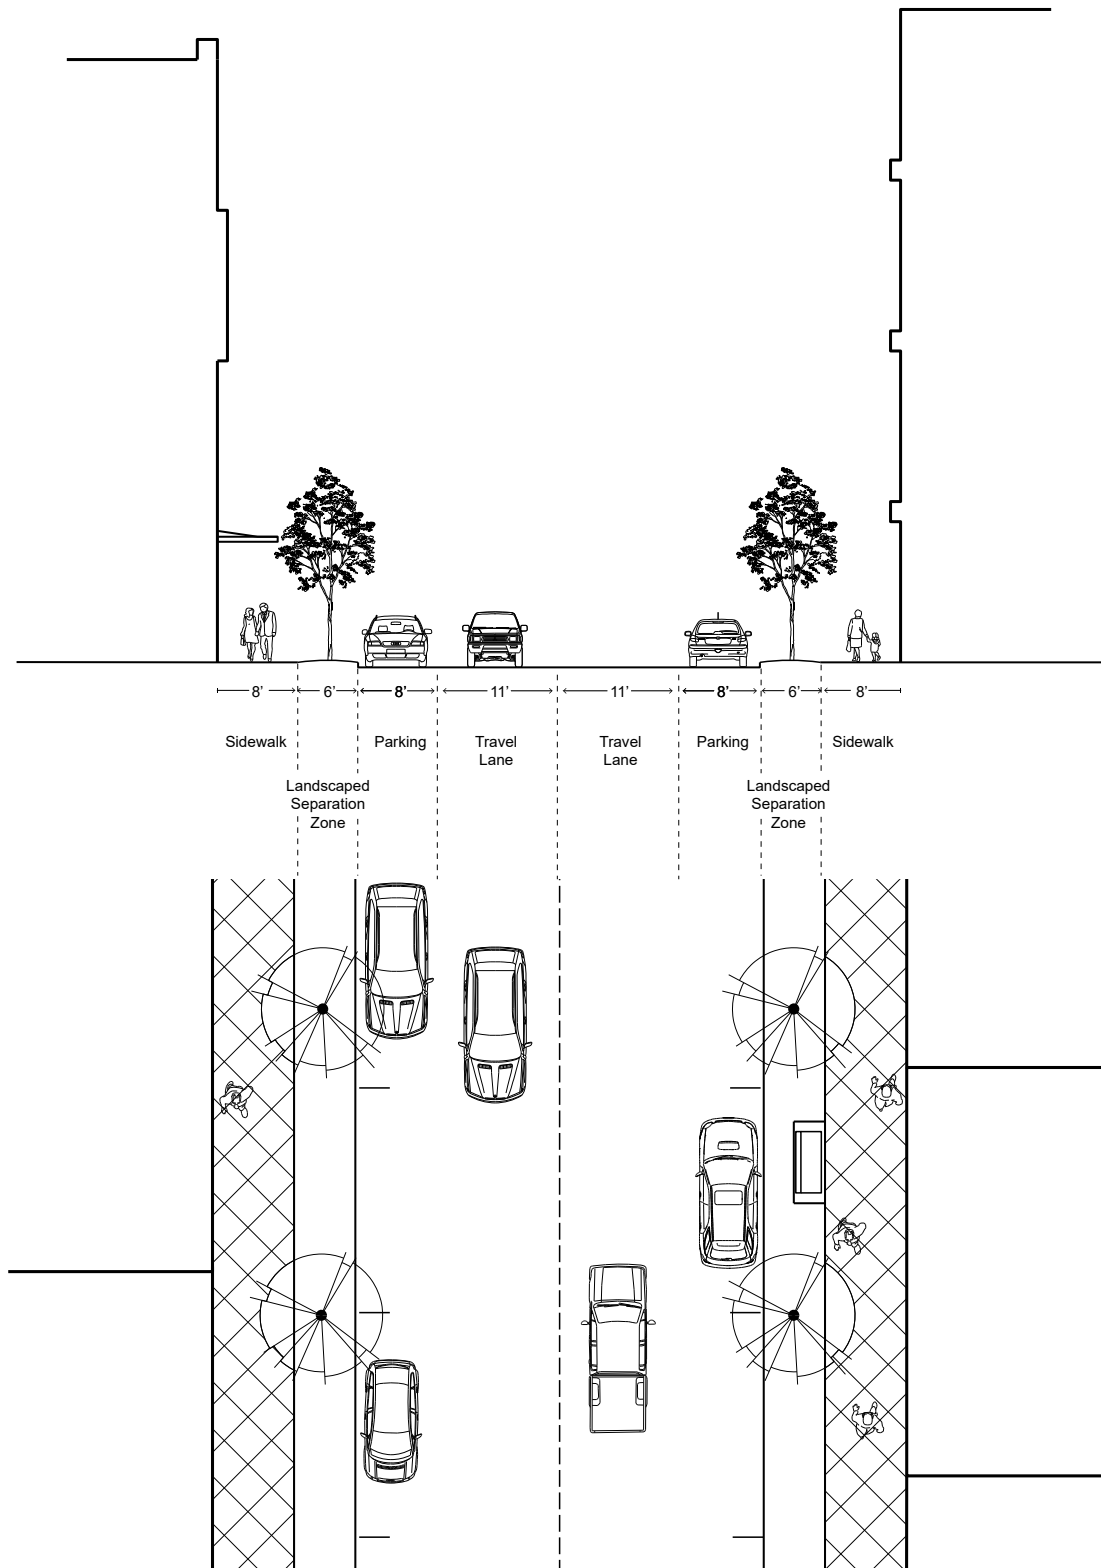 8’ 6’ 8’ 11’ 11’ 8’ 6’ 8’
Sidewalk Parking Travel Travel Parking Sidewalk
Lane Lane
Landscaped Landscaped
Separation Separation
Zone Zone